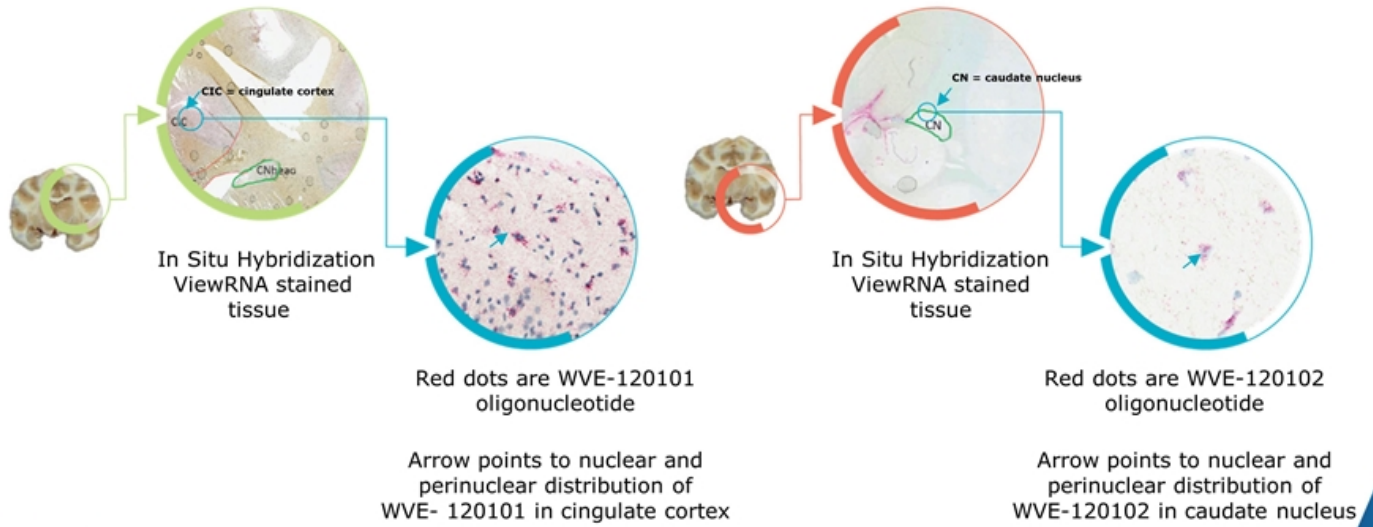 CIC = cingulate cortex
CIC
CNhead
In Situ Hybridization
ViewRNA stained
tissue
Red dots are WVE-120101
oligonucleotide
Arrow points to nuclear and
perinuclear distribution of
WVE- 120101 in cingulate cortex
CN = caudate nucleus
CN
In Situ Hybridization
ViewRNA stained
tissue
Red dots are WVE-120102
oligonucleotide
Arrow points to nuclear and
perinuclear distribution of
WVE-120102 in caudate nucleus